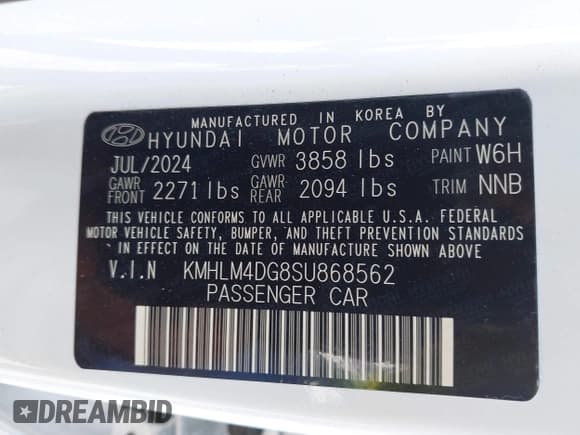 MANUFACTURED IN KOREA BY
HYUNDAI MOTOR COMPANY
JUL/2024 GVWR 3858 lbs PAINT W6H
GAWR FRONT 2271 lbs GAWR REAR 2094 lbs TRIM NNB
THIS VEHICLE CONFORMS TO ALL APPLICABLE U.S.A. FEDERAL
MOTOR VEHICLE SAFETY, BUMPER, AND THEFT PREVENTION STANDARDS
IN EFFECT ON THE DATE OF MANUFACTURE SHOWN ABOVE.
V.I.N KMHLM4DG8SU868562
PASSENGER CAR
DREAMBID